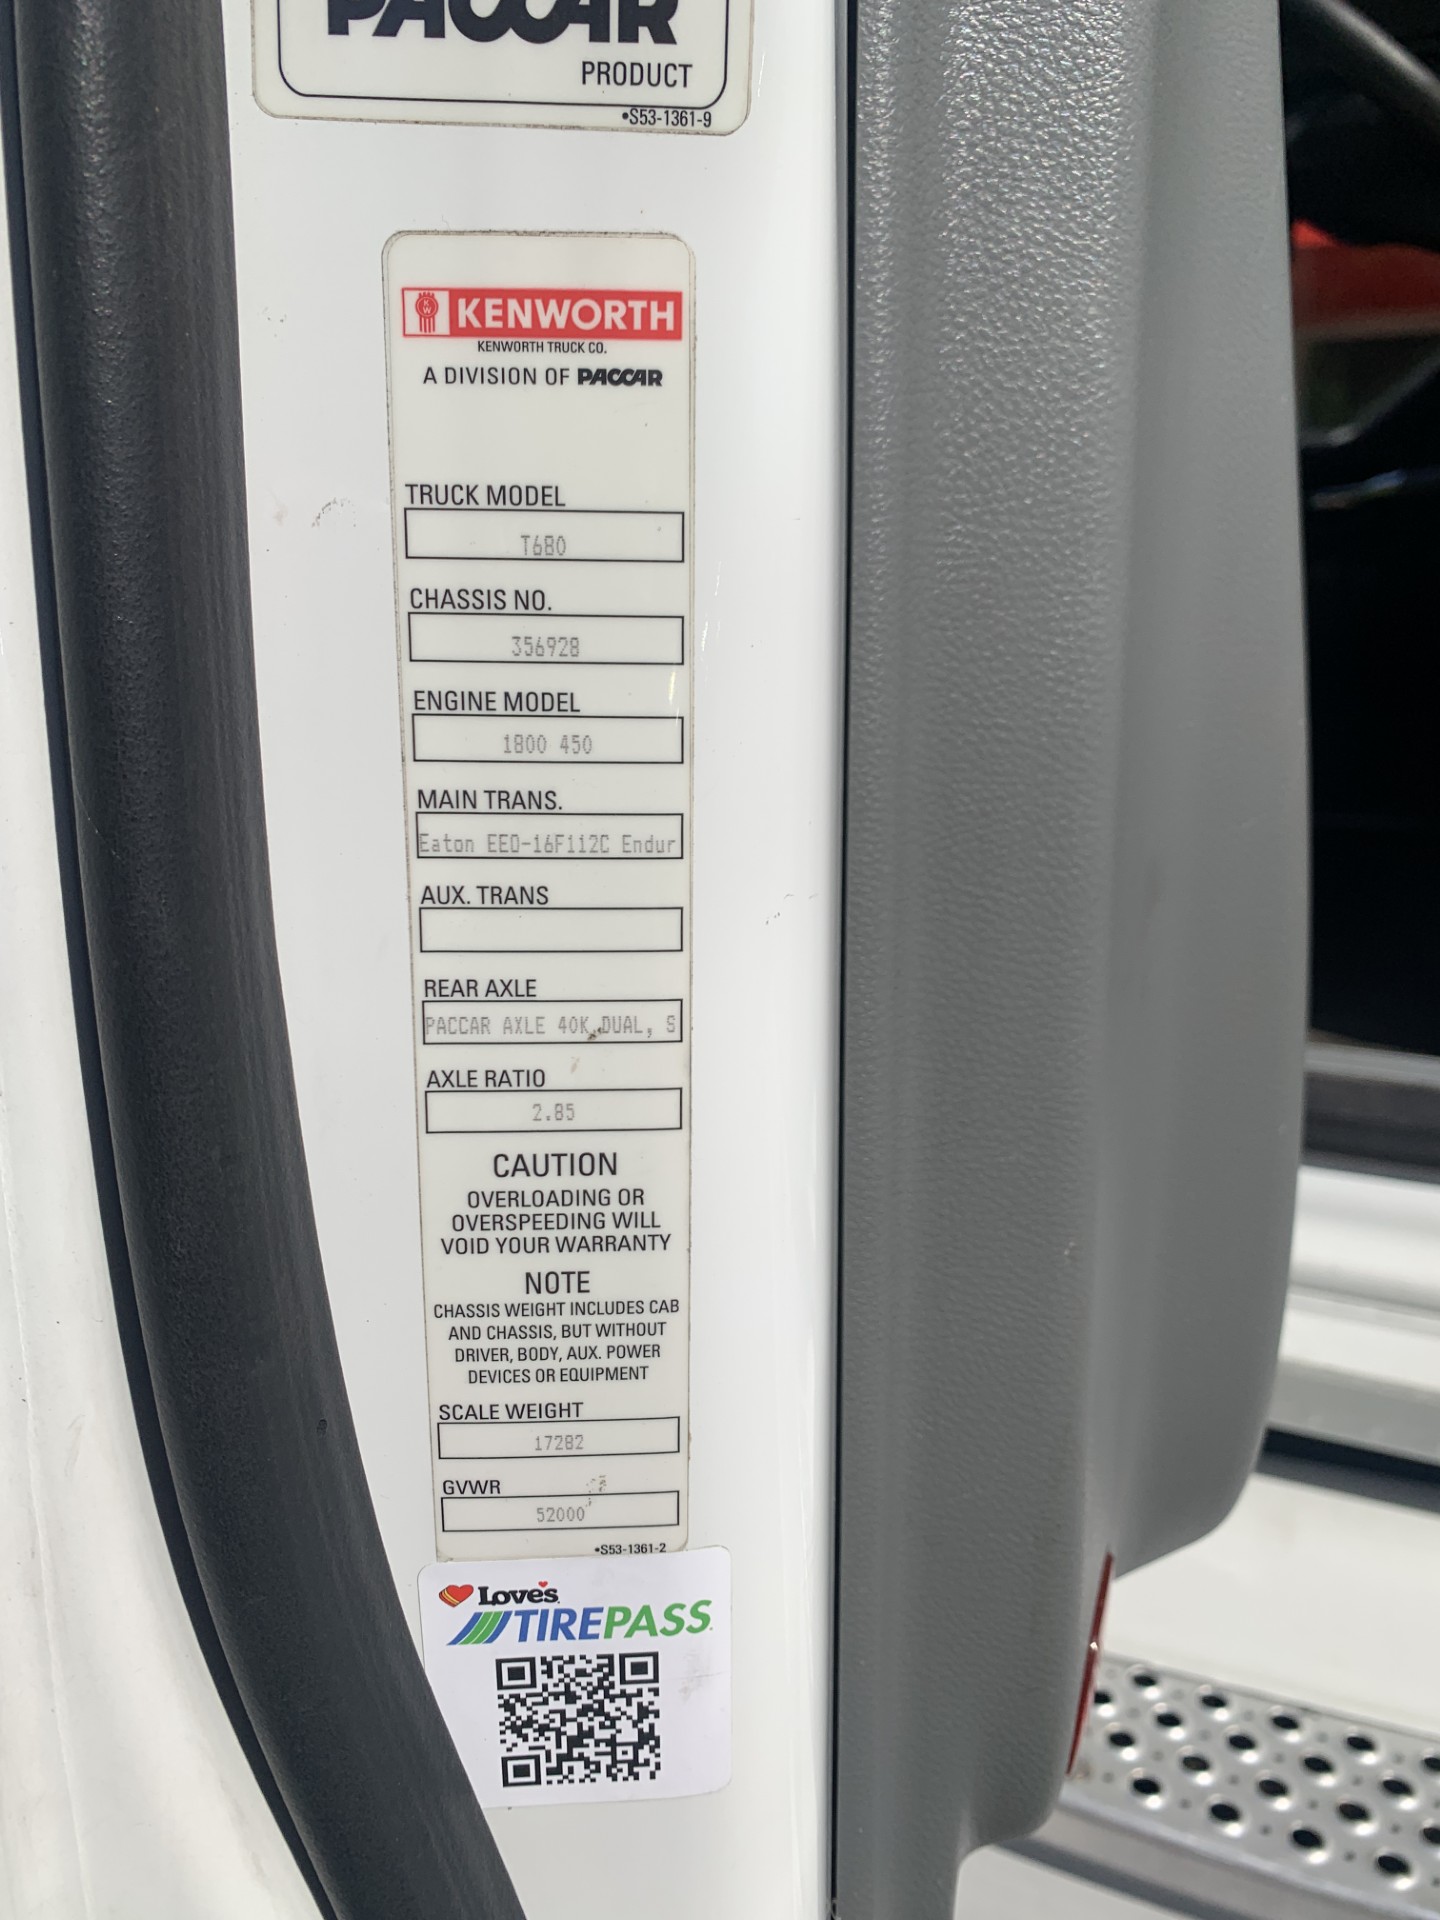 PACCAR
PRODUCT
•S53-1361-9
KW
KENWORTH
KENWORTH TRUCK CO.
A DIVISION OF PACCAR
TRUCK MODEL
T680
CHASSIS NO.
356928
ENGINE MODEL
1800 450
MAIN TRANS.
Eaton EEO-16F112C Endur
AUX. TRANS
REAR AXLE
PACCAR AXLE 40K,DUAL, S
AXLE RATIO
2.85
CAUTION
OVERLOADING OR
OVERSPEEDING WILL
VOID YOUR WARRANTY
NOTE
CHASSIS WEIGHT INCLUDES CAB
AND CHASSIS, BUT WITHOUT
DRIVER, BODY, AUX. POWER
DEVICES OR EQUIPMENT
SCALE WEIGHT
17282
GVWR
52000
•S53-1361-2
Love's
TIREPASS